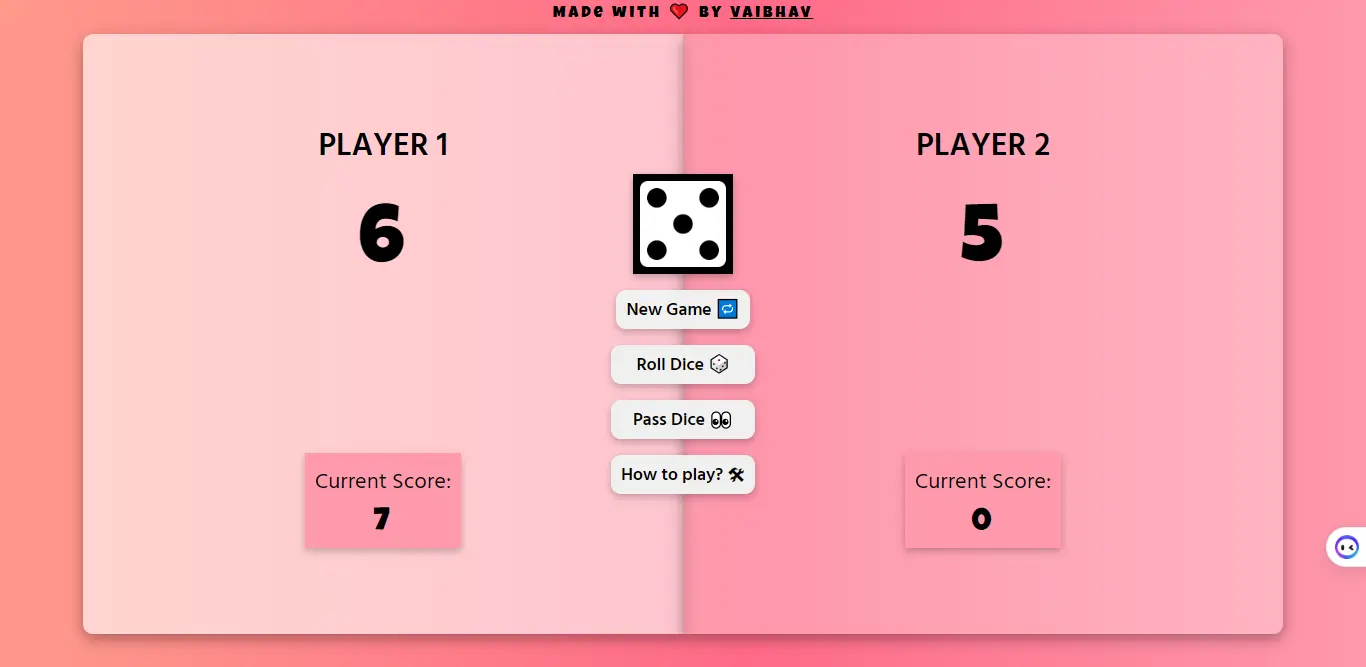 MADE WITH ❤️ BY VAIBHAV
PLAYER 1
6
PLAYER 2
5
New Game 🔁
Roll Dice 🎲
Pass Dice 👀
How to play? 🛠
Current Score:
7
Current Score:
0